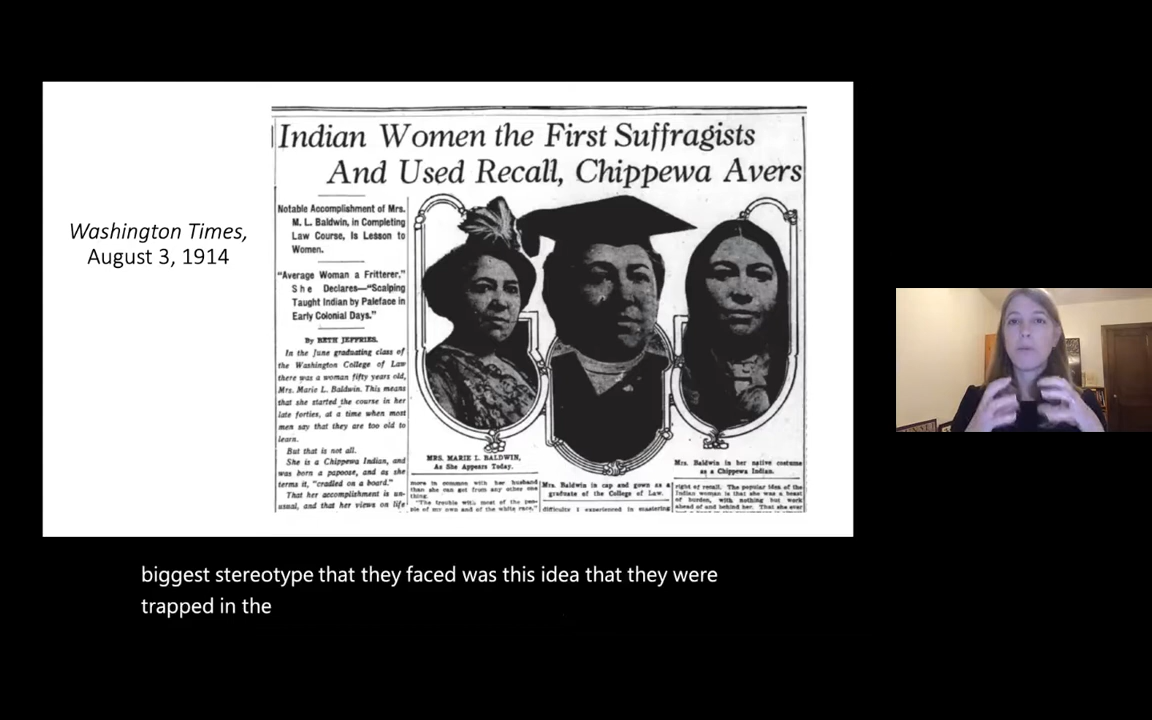 Washington Times,
August 3, 1914
Indian Women the First Suffragists
And Used Recall, Chippewa Avers
Notable Accomplishment of Mrs.
M. L. Baldwin, in Completing
Law Course, Is Lesson to
Women.
"Average Woman a Fritterer,"
She Declares—"Scalping
Taught Indian by Paleface in
Early Colonial Days."
By BETH JEFFRIES.
In the June graduating class of
the Washington College of Law
there was a woman fifty years old,
Mrs. Marie L. Baldwin. This means
that she started the course in her
late forties, at a time when most
men say that they are too old to
learn.
But that is not all.
She is a Chippewa Indian, and
was born a papoose, and as she
terms it, "cradled on a board."
That her accomplishment is un-
usual, and that her views on life
MRS. MARIE L. BALDWIN,
As She Appears Today.
more in common with her husband
than she can get from any other one
thing.
"The trouble with most of the peo-
ple of my own and of the white race,"
Mrs. Baldwin in cap and gown as a
graduate of the College of Law.
difficulty I experienced in mastering
Mrs. Baldwin in her native costume
as a Chippewa Indian.
right of recall. The popular idea of the
Indian woman is that she was a beast
of burden, with nothing but work
ahead of and behind her. That she ever
biggest stereotype that they faced was this idea that they were
trapped in the